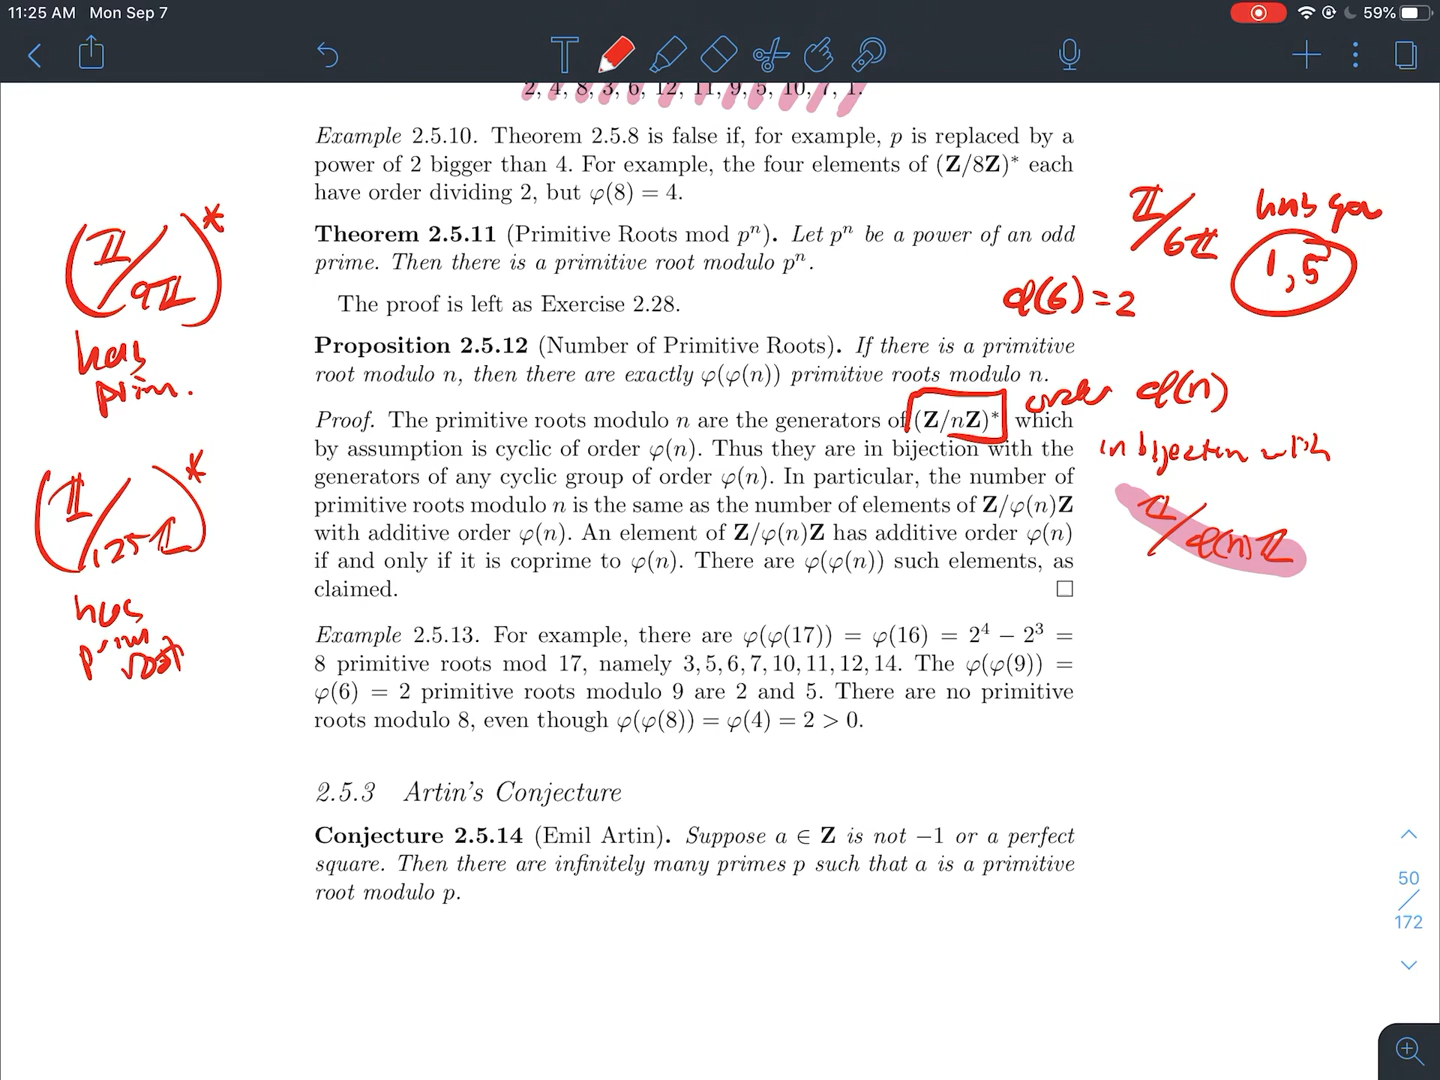 11:25 AM Mon Sep 7
59%
2, 4, 8, 3, 6, 12, 11, 9, 5, 10, 7, 1.
Example 2.5.10. Theorem 2.5.8 is false if, for example, p is replaced by a
power of 2 bigger than 4. For example, the four elements of (Z/8Z)* each
have order dividing 2, but φ(8) = 4.
Theorem 2.5.11 (Primitive Roots mod pⁿ). Let pⁿ be a power of an odd
prime. Then there is a primitive root modulo pⁿ.
The proof is left as Exercise 2.28.
Proposition 2.5.12 (Number of Primitive Roots). If there is a primitive
root modulo n, then there are exactly φ(φ(n)) primitive roots modulo n.
Proof. The primitive roots modulo n are the generators of (Z/nZ)* which
by assumption is cyclic of order φ(n). Thus they are in bijection with the
generators of any cyclic group of order φ(n). In particular, the number of
primitive roots modulo n is the same as the number of elements of Z/φ(n)Z
with additive order φ(n). An element of Z/φ(n)Z has additive order φ(n)
if and only if it is coprime to φ(n). There are φ(φ(n)) such elements, as
claimed. □
Example 2.5.13. For example, there are φ(φ(17)) = φ(16) = 2⁴ − 2³ =
8 primitive roots mod 17, namely 3, 5, 6, 7, 10, 11, 12, 14. The φ(φ(9)) =
φ(6) = 2 primitive roots modulo 9 are 2 and 5. There are no primitive
roots modulo 8, even though φ(φ(8)) = φ(4) = 2 > 0.
2.5.3 Artin's Conjecture
Conjecture 2.5.14 (Emil Artin). Suppose a ∈ Z is not −1 or a perfect
square. Then there are infinitely many primes p such that a is a primitive
root modulo p.
(Z/9Z)*
has
prim.
(Z/125Z)*
has
prim
root
Z/6Z has gen
1, 5
φ(6) = 2
order φ(n)
in bijection with
Z/φ(n)Z
50
/
172